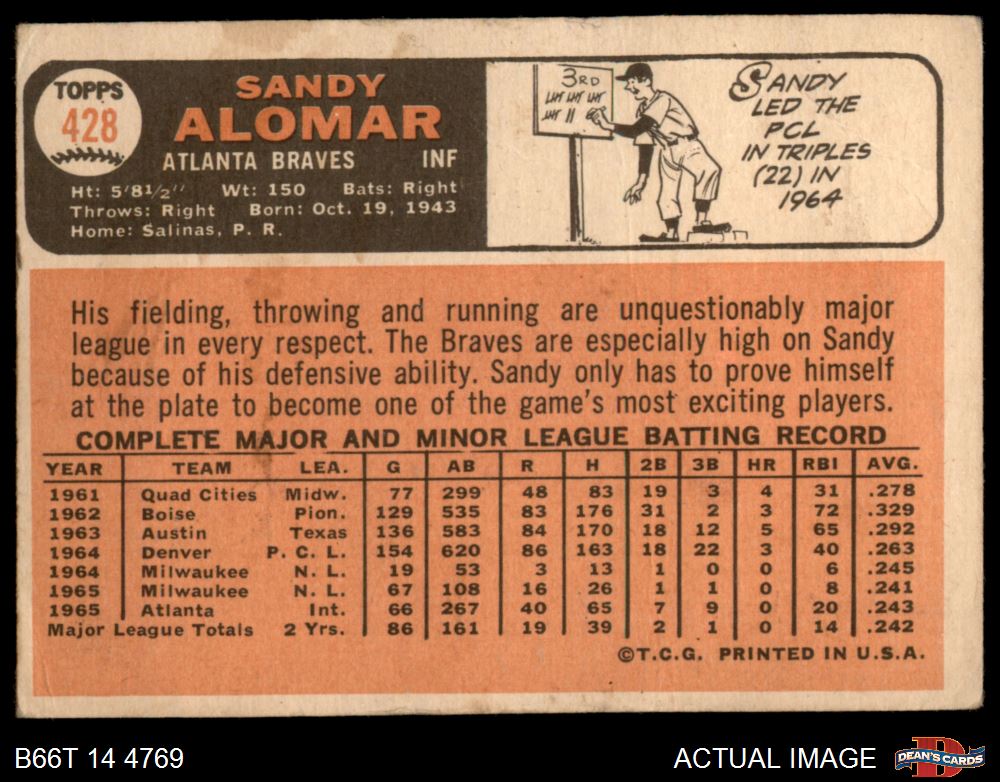 TOPPS
428
SANDY
ALOMAR
ATLANTA BRAVES INF
Ht: 5'8½" Wt: 150 Bats: Right
Throws: Right Born: Oct. 19, 1943
Home: Salinas, P. R.
3RD
SANDY
LED THE
PCL
IN TRIPLES
(22) IN
1964
His fielding, throwing and running are unquestionably major
league in every respect. The Braves are especially high on Sandy
because of his defensive ability. Sandy only has to prove himself
at the plate to become one of the game's most exciting players.
COMPLETE MAJOR AND MINOR LEAGUE BATTING RECORD
YEAR TEAM LEA. G AB R H 2B 3B HR RBI AVG.
1961 Quad Cities Midw. 77 299 48 83 19 3 4 31 .278
1962 Boise Pion. 129 535 83 176 31 2 3 72 .329
1963 Austin Texas 136 583 84 170 18 12 5 65 .292
1964 Denver P. C. L. 154 620 86 163 18 22 3 40 .263
1964 Milwaukee N. L. 19 53 3 13 1 0 0 6 .245
1965 Milwaukee N. L. 67 108 16 26 1 1 0 8 .241
1965 Atlanta Int. 66 267 40 65 7 9 0 20 .243
Major League Totals 2 Yrs. 86 161 19 39 2 1 0 14 .242
©T.C.G. PRINTED IN U.S.A.
B66T 14 4769
ACTUAL IMAGE
D
DEAN'S CARDS